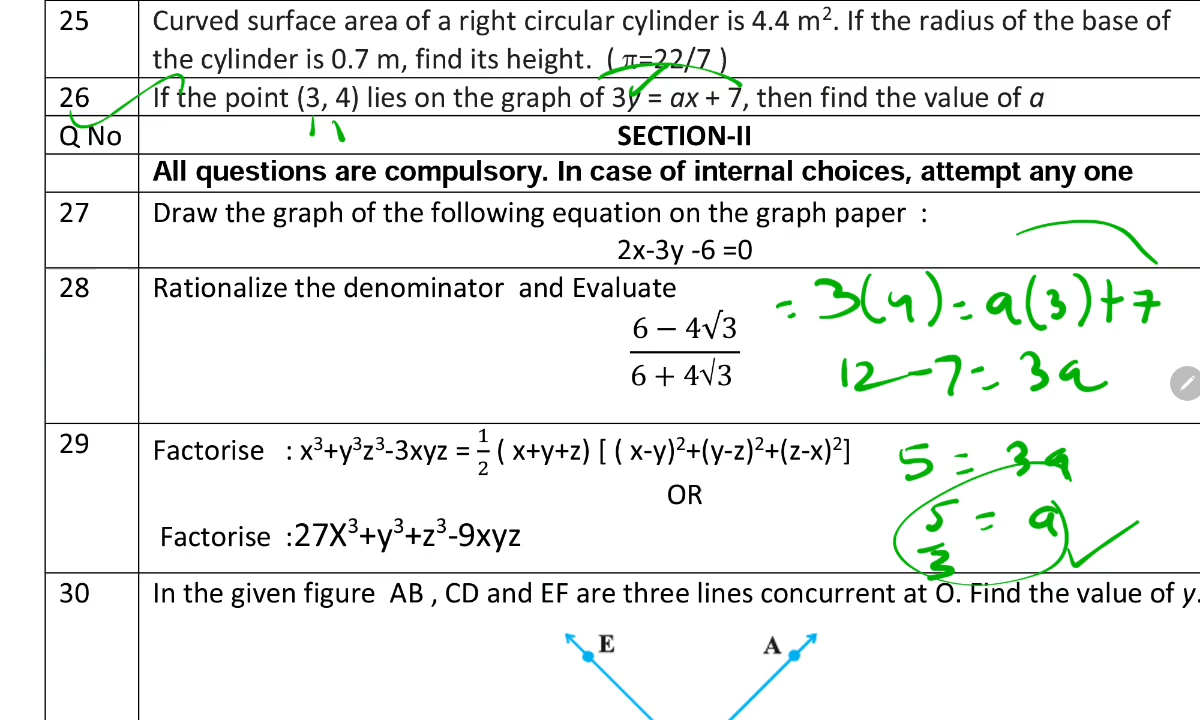 25 Curved surface area of a right circular cylinder is 4.4 m². If the radius of the base of
the cylinder is 0.7 m, find its height. ( π=22/7 )
26 If the point (3, 4) lies on the graph of 3y = ax + 7, then find the value of a
Q No SECTION-II
All questions are compulsory. In case of internal choices, attempt any one
27 Draw the graph of the following equation on the graph paper :
2x-3y -6 =0
28 Rationalize the denominator and Evaluate
6 − 4√3
6 + 4√3
= 3(4) = a(3)+7
12-7 = 3a
29 Factorise : x³+y³z³-3xyz = 1/2 ( x+y+z) [ ( x-y)²+(y-z)²+(z-x)²]
OR
Factorise :27X³+y³+z³-9xyz
5 = 3a
5/3 = a
30 In the given figure AB , CD and EF are three lines concurrent at O. Find the value of y.
E A